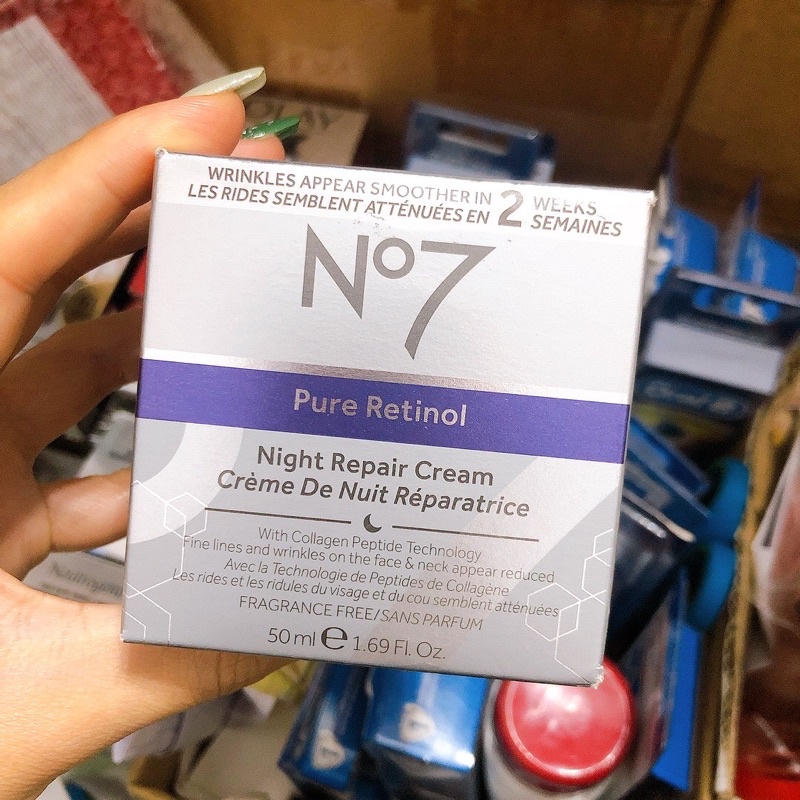 WRINKLES APPEAR SMOOTHER IN 2 WEEKS
LES RIDES SEMBLENT ATTÉNUÉES EN SEMAINES
No7
Pure Retinol
Night Repair Cream
Crème De Nuit Réparatrice
With Collagen Peptide Technology
Fine lines and wrinkles on the face & neck appear reduced
Avec la Technologie de Peptides de Collagène
Les rides et les ridules du visage et du cou semblent atténuées
FRAGRANCE FREE/SANS PARFUM
50 ml e 1.69 Fl. Oz.
OLAY
Neutrogena
Oral-B